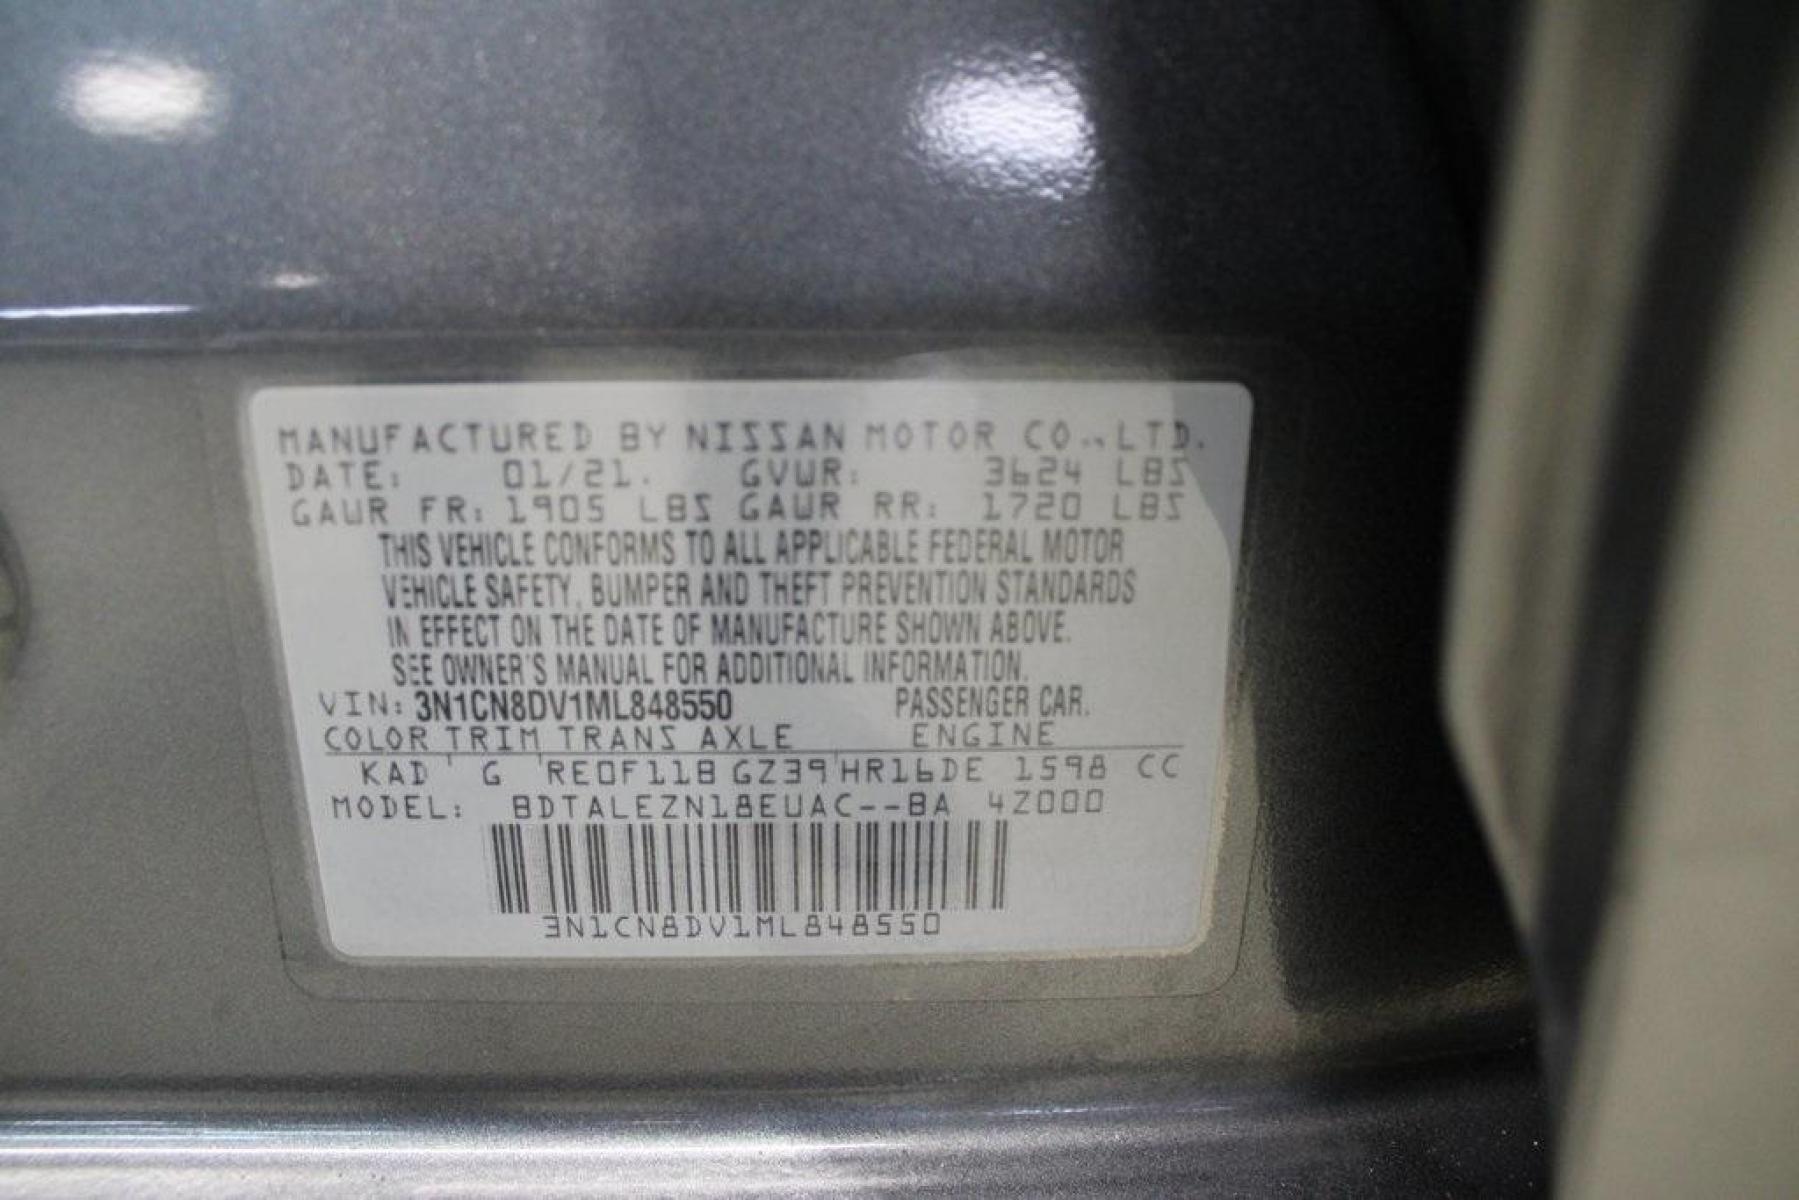 MANUFACTURED BY NISSAN MOTOR CO., LTD.
DATE: 01/21. GVWR: 3624 LBS
GAWR FR: 1905 LBS GAWR RR: 1720 LBS
THIS VEHICLE CONFORMS TO ALL APPLICABLE FEDERAL MOTOR
VEHICLE SAFETY, BUMPER AND THEFT PREVENTION STANDARDS
IN EFFECT ON THE DATE OF MANUFACTURE SHOWN ABOVE.
SEE OWNER'S MANUAL FOR ADDITIONAL INFORMATION.
VIN: 3N1CN8DV1ML848550 PASSENGER CAR.
COLOR TRIM TRANS AXLE ENGINE
KAD G RE0F11B GZ39 HR16DE 1598 CC
MODEL: BDTALEZN18EUAC--BA 4Z000
3N1CN8DV1ML848550